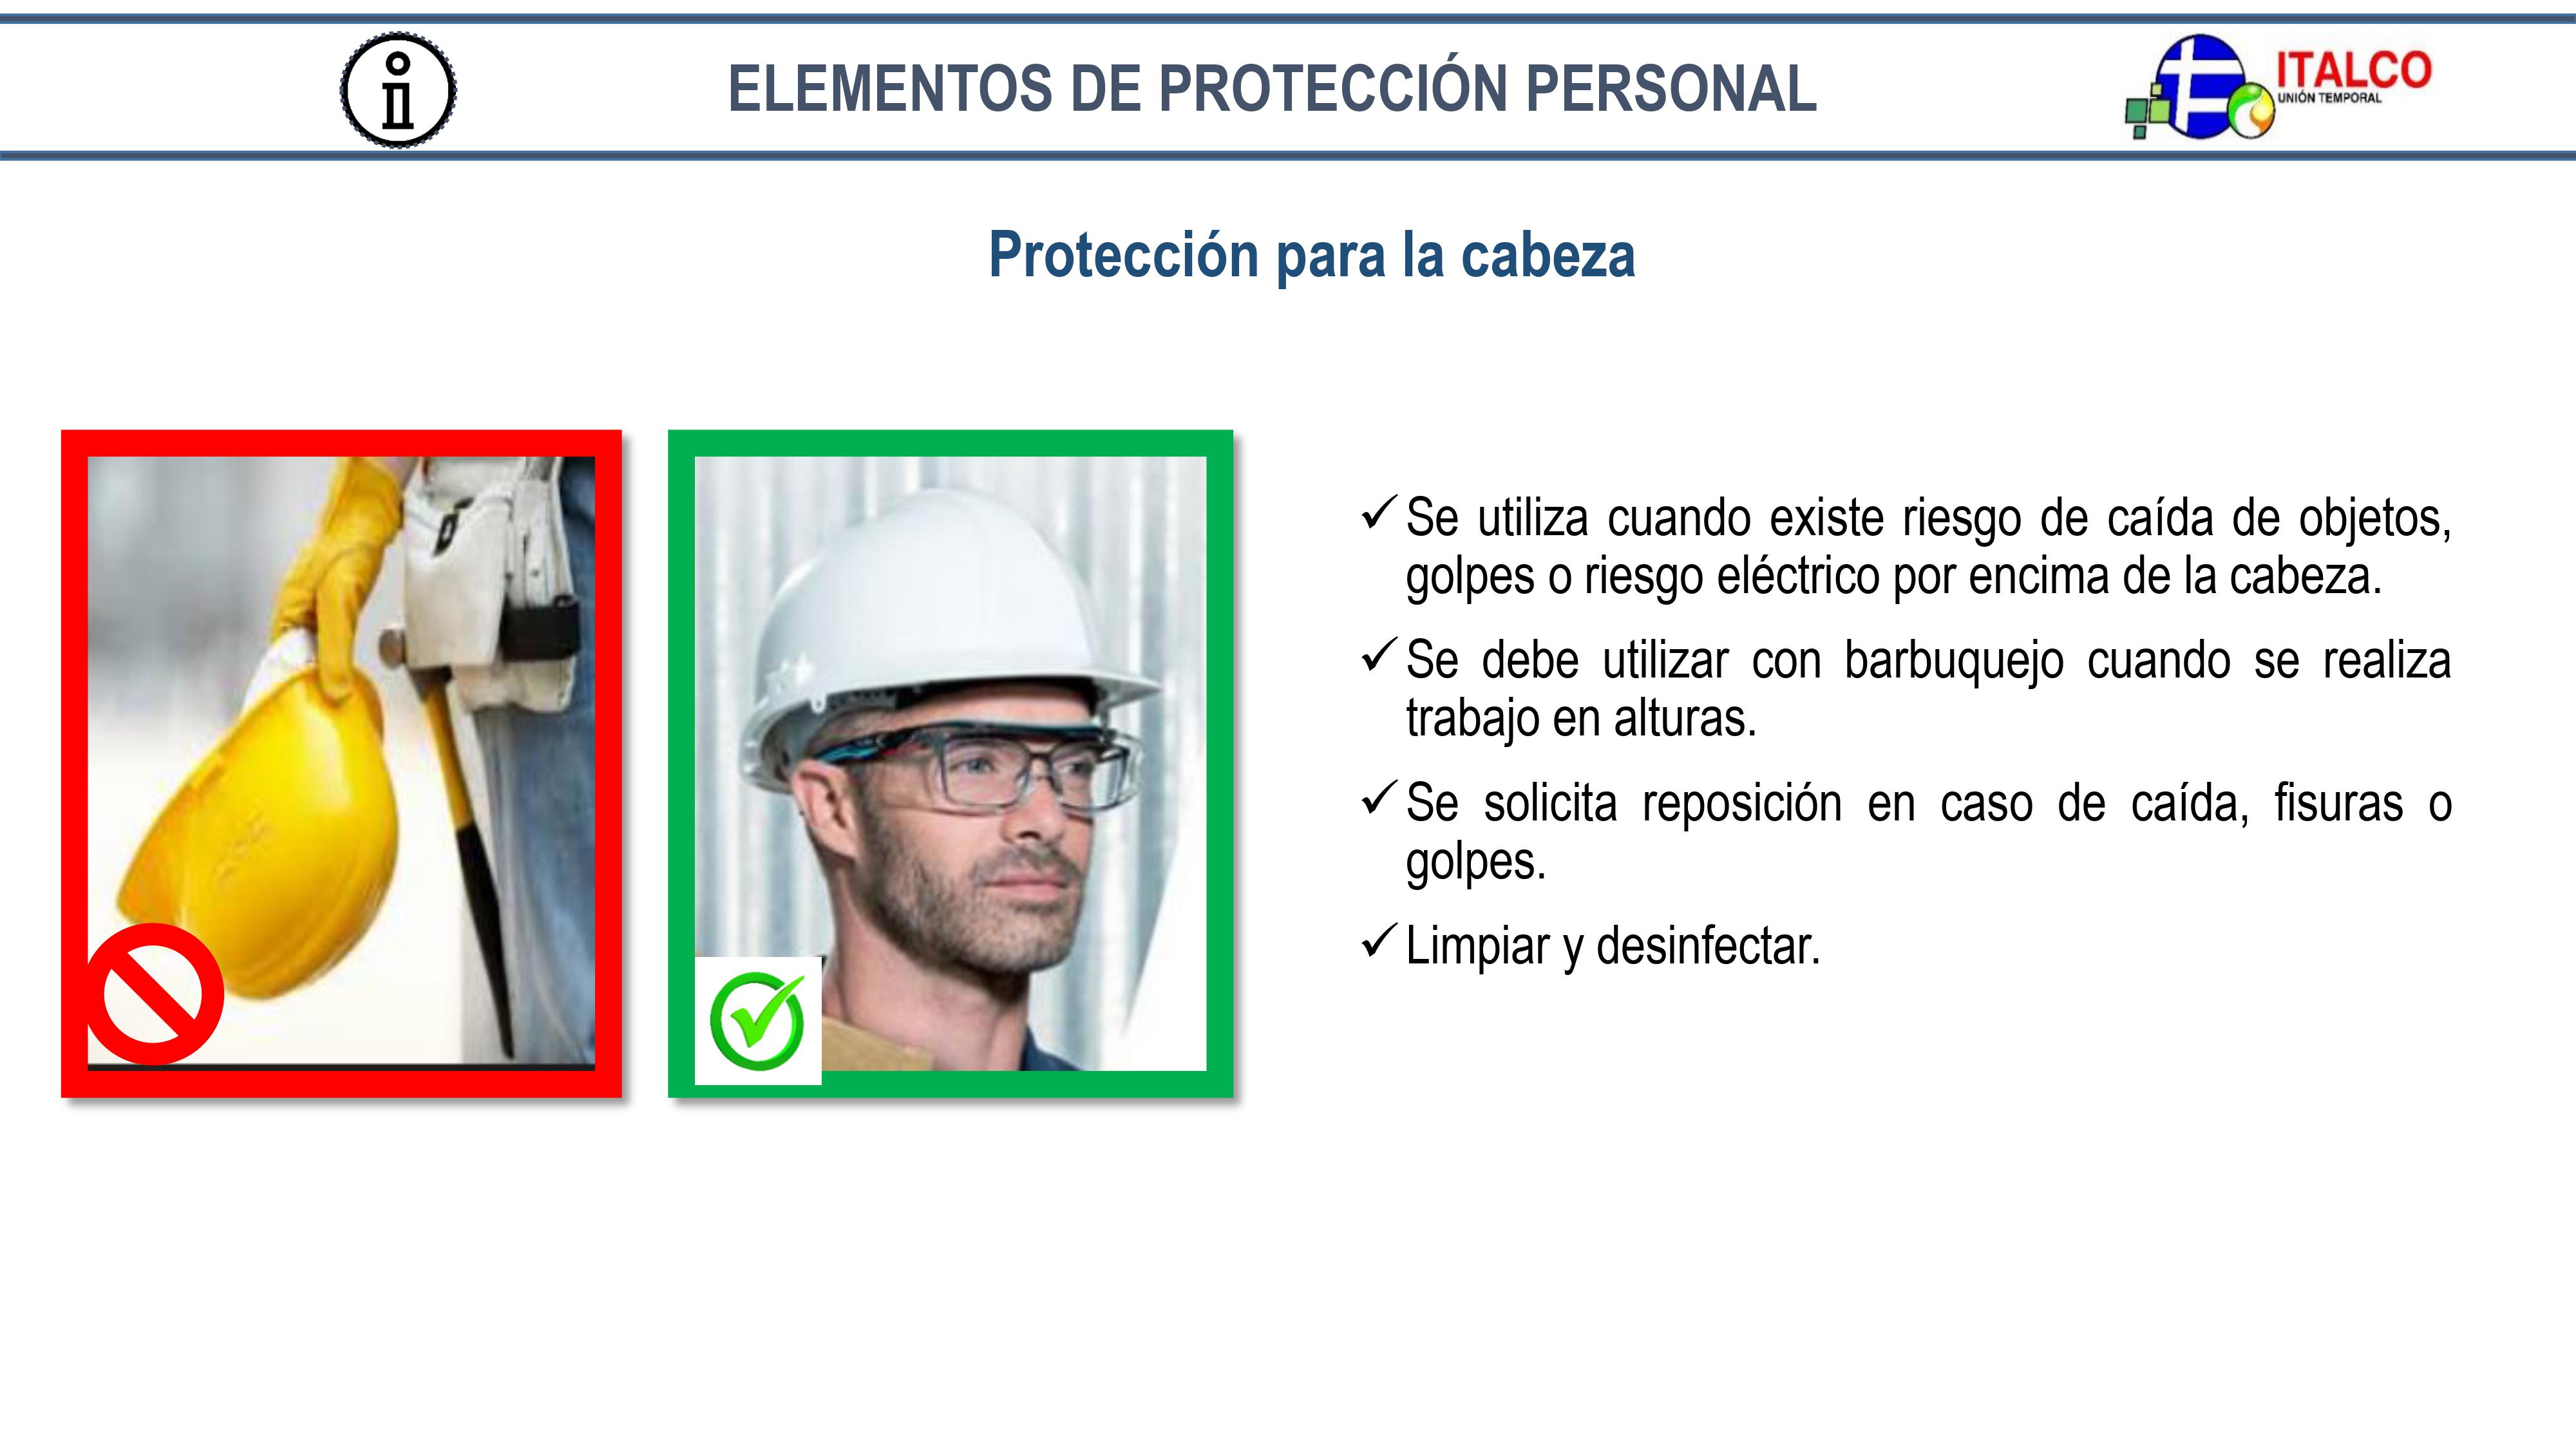 ELEMENTOS DE PROTECCIÓN PERSONAL
ITALCO
UNIÓN TEMPORAL
Protección para la cabeza
Se utiliza cuando existe riesgo de caída de objetos,
golpes o riesgo eléctrico por encima de la cabeza.
Se debe utilizar con barbuquejo cuando se realiza
trabajo en alturas.
Se solicita reposición en caso de caída, fisuras o
golpes.
Limpiar y desinfectar.